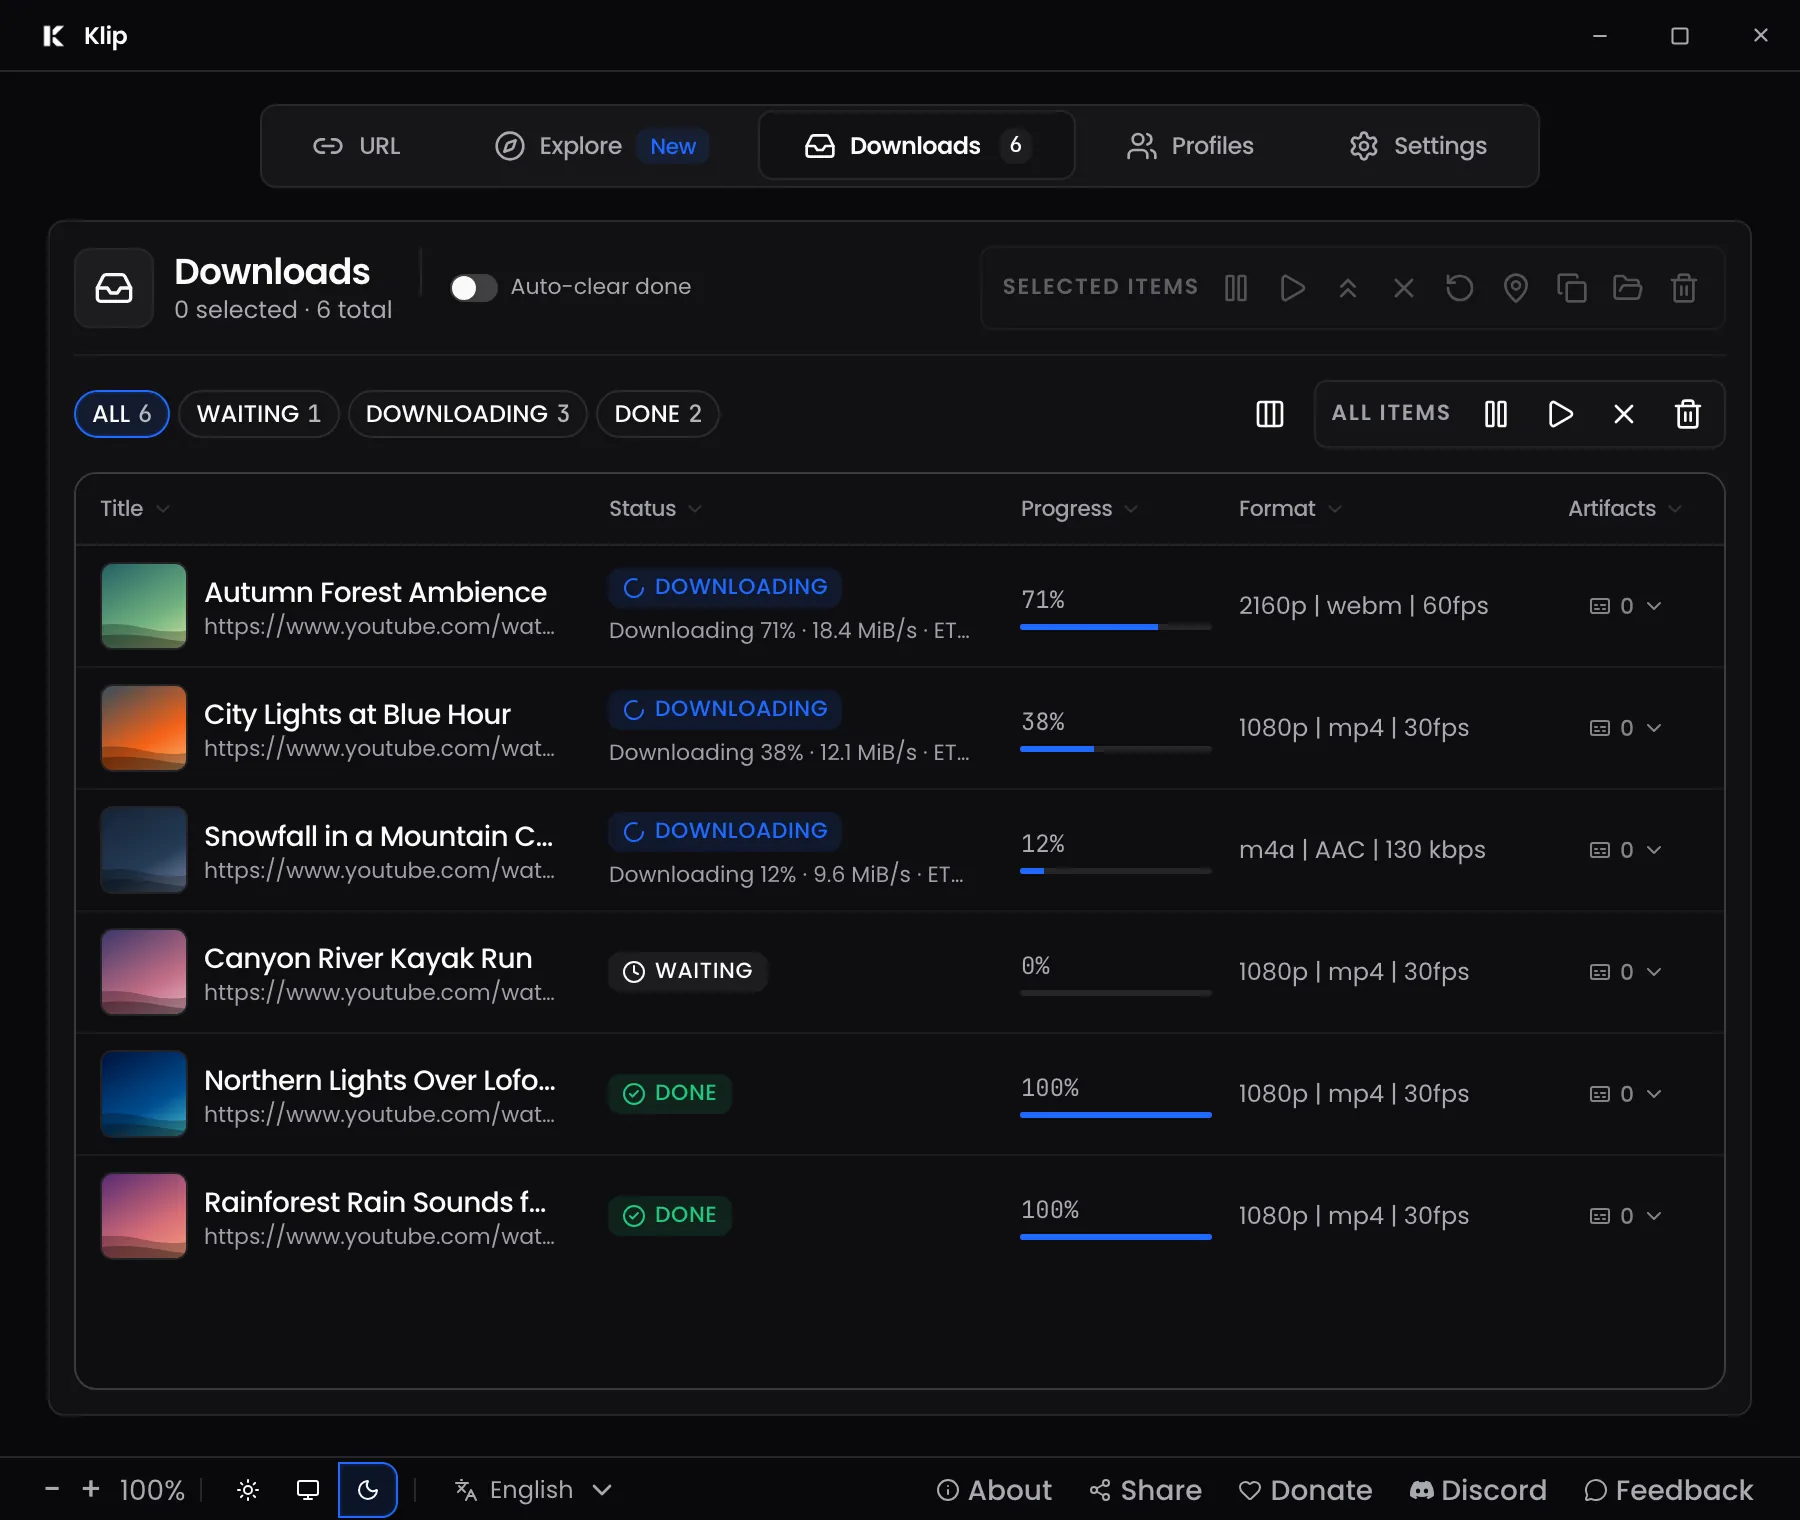 Klip
URL
Explore New
Downloads 6
Profiles
Settings
Downloads
0 selected · 6 total
Auto-clear done
SELECTED ITEMS
ALL 6
WAITING 1
DOWNLOADING 3
DONE 2
ALL ITEMS
Title Status Progress Format Artifacts
Autumn Forest Ambience
https://www.youtube.com/wat...
DOWNLOADING
Downloading 71% · 18.4 MiB/s · ET...
71%
2160p | webm | 60fps
0
City Lights at Blue Hour
https://www.youtube.com/wat...
DOWNLOADING
Downloading 38% · 12.1 MiB/s · ET...
38%
1080p | mp4 | 30fps
0
Snowfall in a Mountain C...
https://www.youtube.com/wat...
DOWNLOADING
Downloading 12% · 9.6 MiB/s · ET...
12%
m4a | AAC | 130 kbps
0
Canyon River Kayak Run
https://www.youtube.com/wat...
WAITING
0%
1080p | mp4 | 30fps
0
Northern Lights Over Lofo...
https://www.youtube.com/wat...
DONE
100%
1080p | mp4 | 30fps
0
Rainforest Rain Sounds f...
https://www.youtube.com/wat...
DONE
100%
1080p | mp4 | 30fps
0
− + 100%
English
About
Share
Donate
Discord
Feedback